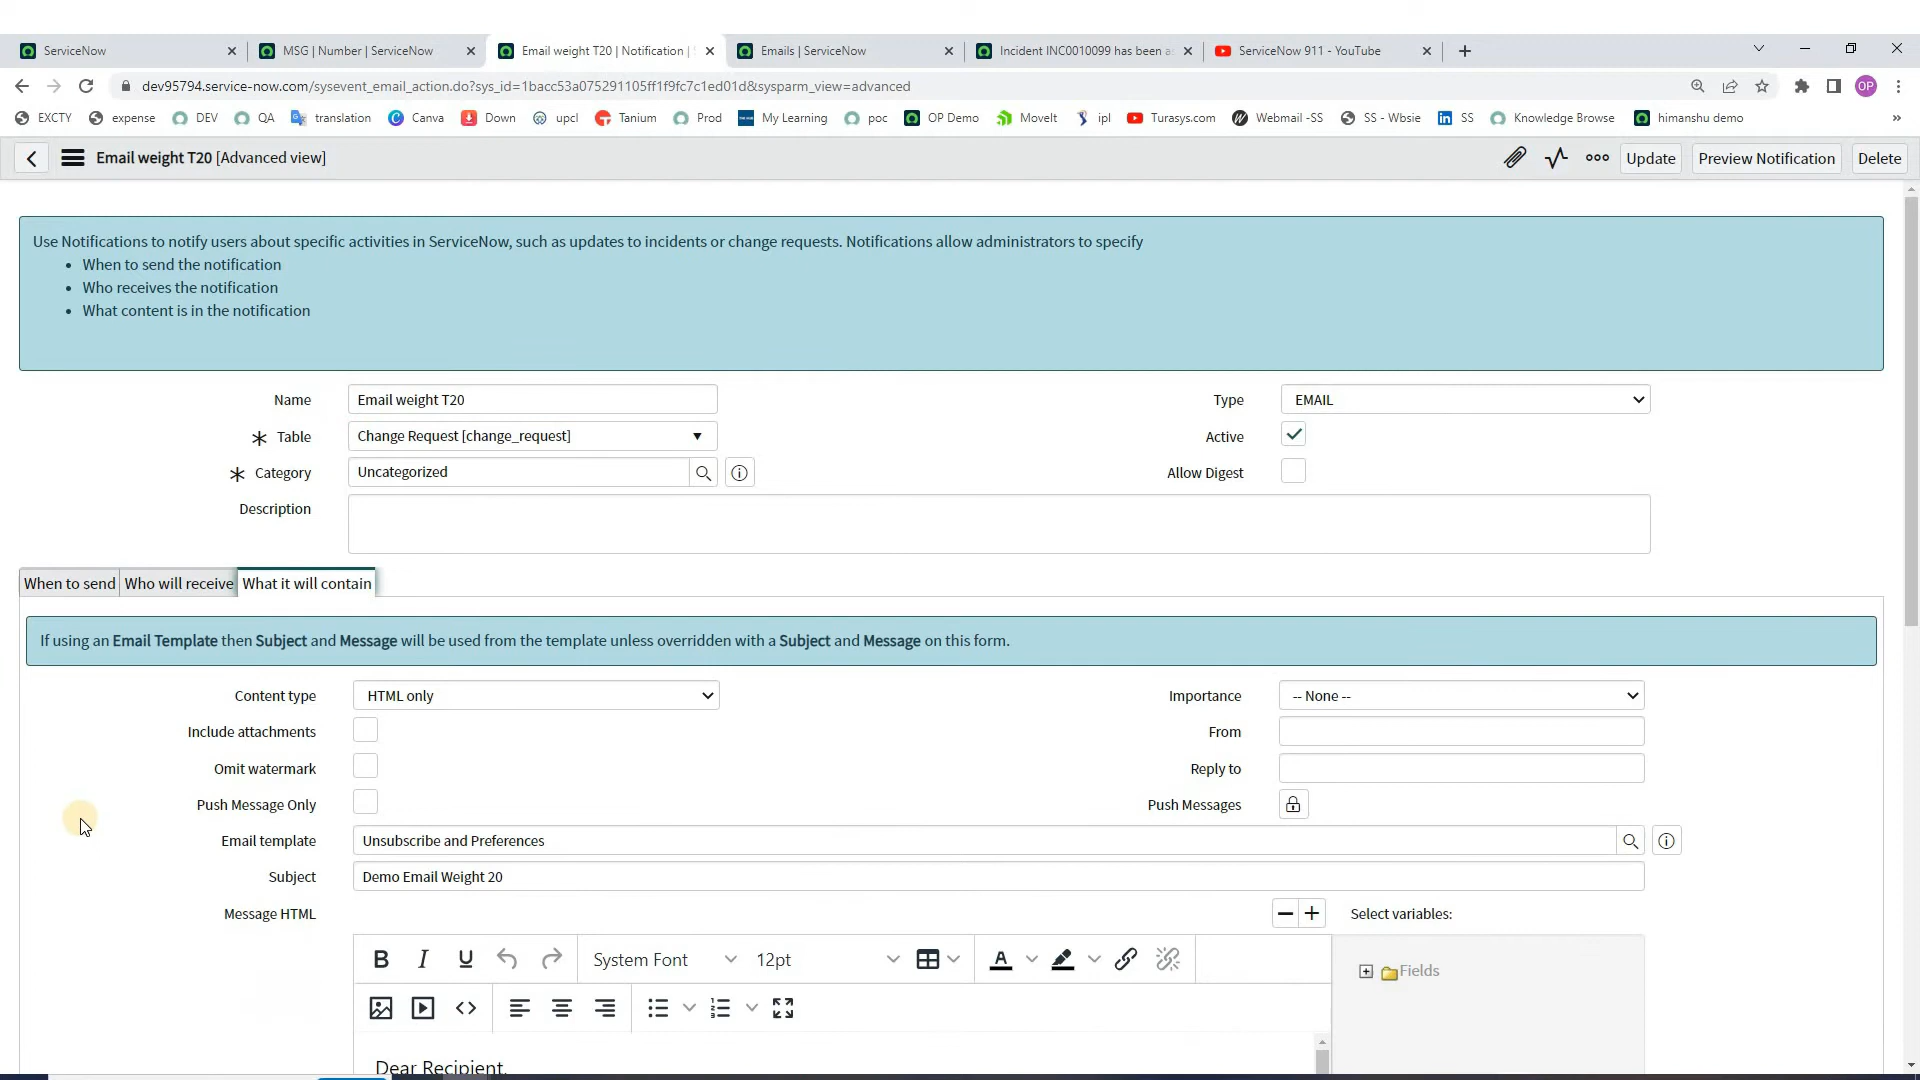 ServiceNow
MSG | Number | ServiceNow
Email weight T20 | Notification |
Emails | ServiceNow
Incident INC0010099 has been a
ServiceNow 911 - YouTube
dev95794.service-now.com/sysevent_email_action.do?sys_id=1bacc53a075291105ff1f9fc7c1ed01d&sysparm_view=advanced
OP
EXCTY
expense
DEV
QA
translation
Canva
Down
upcl
Tanium
Prod
My Learning
poc
OP Demo
MoveIt
ipl
Turasys.com
Webmail -SS
SS - Wbsie
SS
Knowledge Browse
himanshu demo
»
Email weight T20 [Advanced view]
Update
Preview Notification
Delete
Use Notifications to notify users about specific activities in ServiceNow, such as updates to incidents or change requests. Notifications allow administrators to specify
• When to send the notification
• Who receives the notification
• What content is in the notification
Name
Email weight T20
Type
EMAIL
Table
Change Request [change_request]
Active
Category
Uncategorized
Allow Digest
Description
When to send
Who will receive
What it will contain
If using an Email Template then Subject and Message will be used from the template unless overridden with a Subject and Message on this form.
Content type
HTML only
Importance
-- None --
Include attachments
From
Omit watermark
Reply to
Push Message Only
Push Messages
Email template
Unsubscribe and Preferences
Subject
Demo Email Weight 20
Message HTML
Select variables:
B I U
System Font
12pt
A
Fields
Dear Recipient,